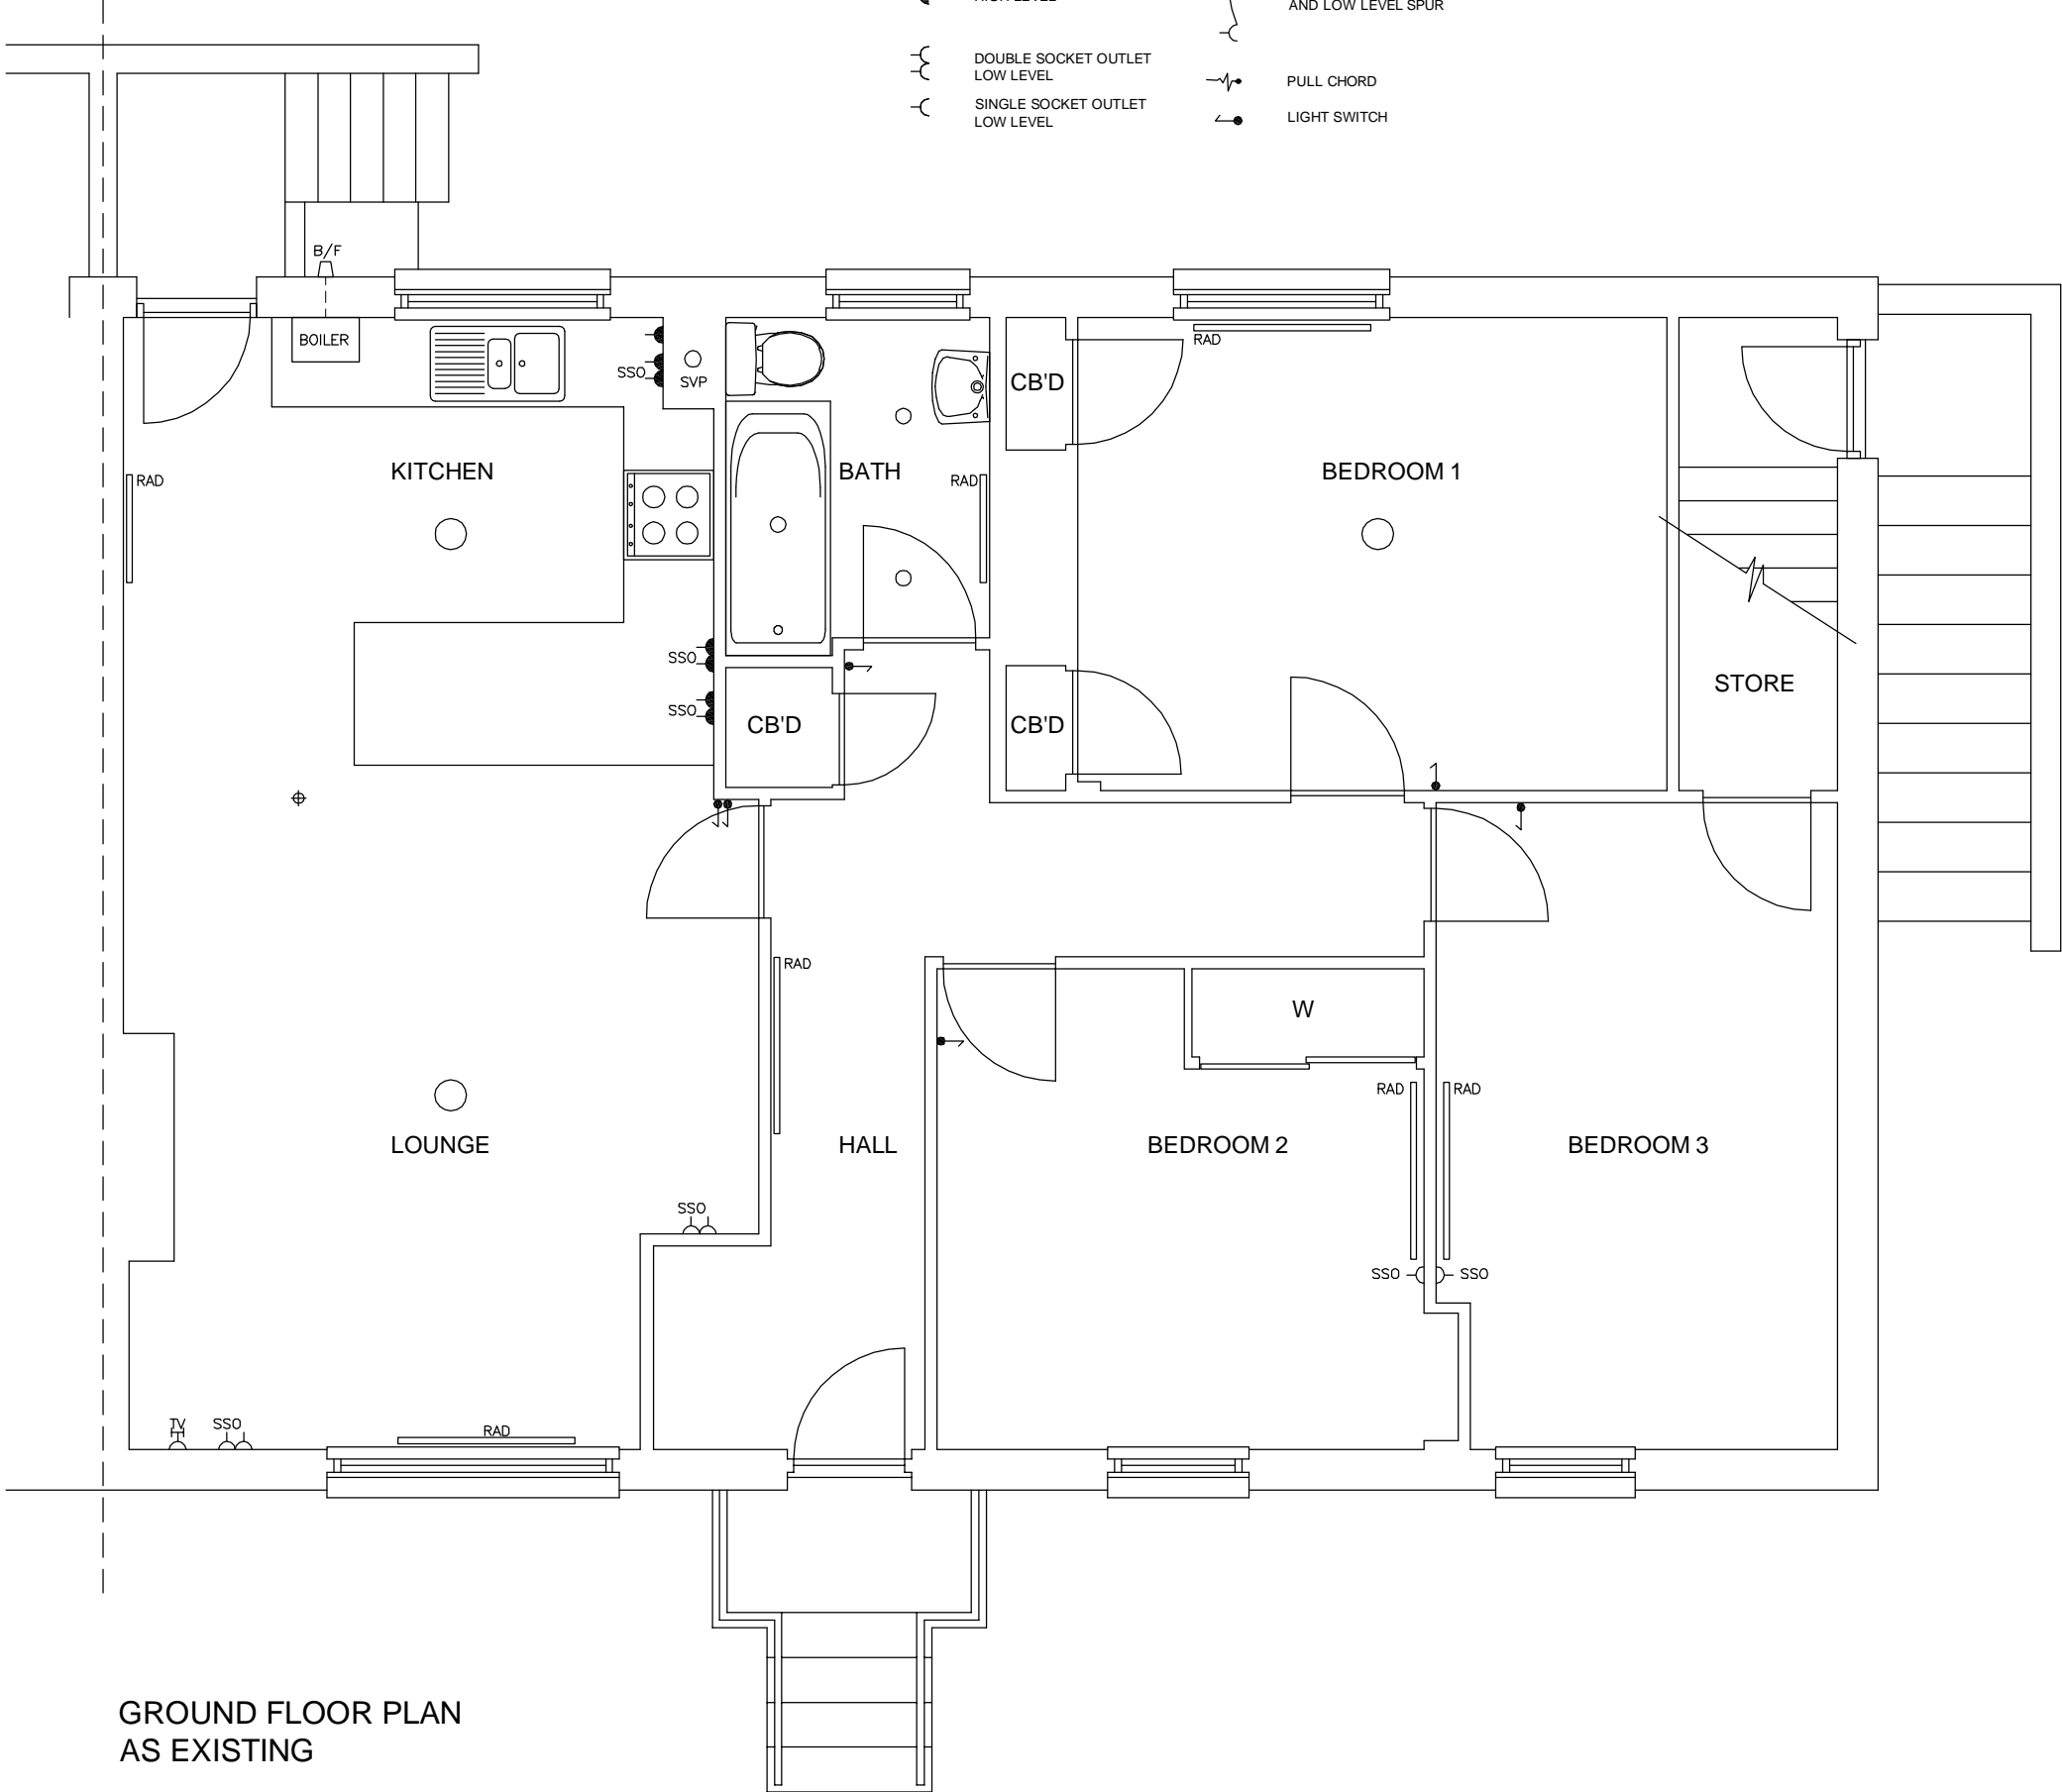 AND LOW LEVEL SPUR
DOUBLE SOCKET OUTLET
LOW LEVEL
PULL CHORD
SINGLE SOCKET OUTLET
LOW LEVEL
LIGHT SWITCH
B/F
BOILER
SSO
SVP
RAD
CB'D
KITCHEN
BATH
BEDROOM 1
RAD
RAD
SSO
SSO
CB'D
CB'D
STORE
RAD
W
RAD
RAD
LOUNGE
HALL
BEDROOM 2
BEDROOM 3
SSO
SSO
SSO
TV
SSO
RAD
GROUND FLOOR PLAN
AS EXISTING